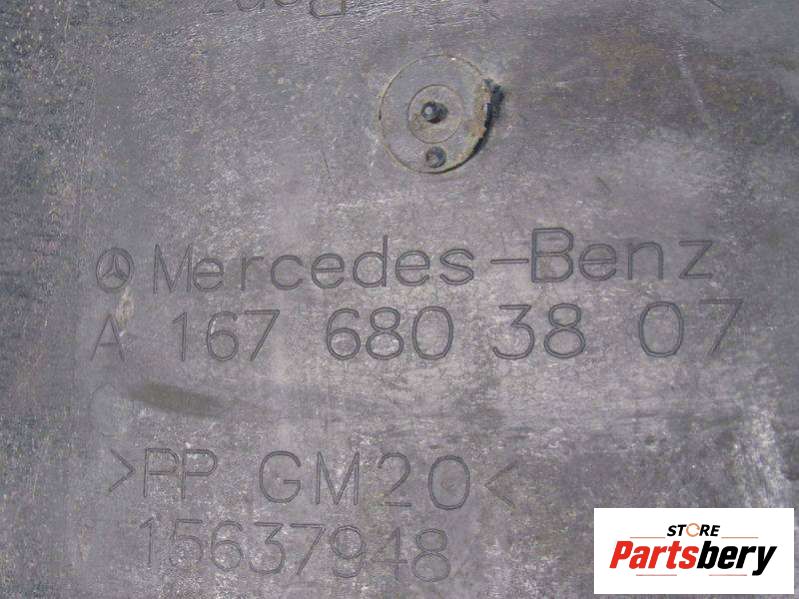 Mercedes-Benz
A 167 680 38 07
>PP GM20<
15637948
STORE
Partsbery